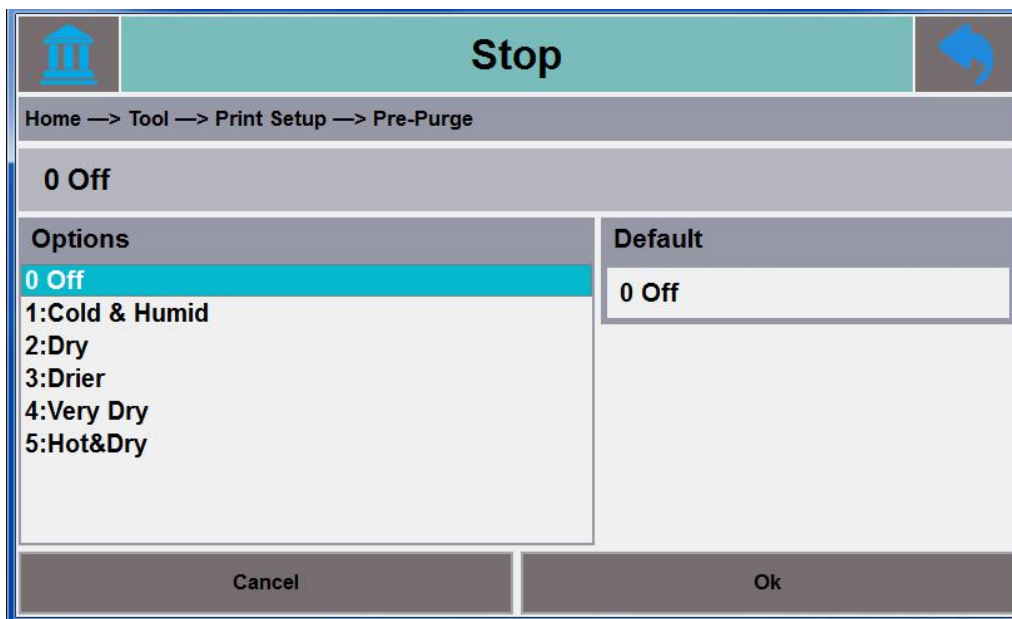 Stop
Home —> Tool —> Print Setup —> Pre-Purge
0 Off
Options
0 Off
1:Cold & Humid
2:Dry
3:Drier
4:Very Dry
5:Hot&Dry
Default
0 Off
Cancel
Ok